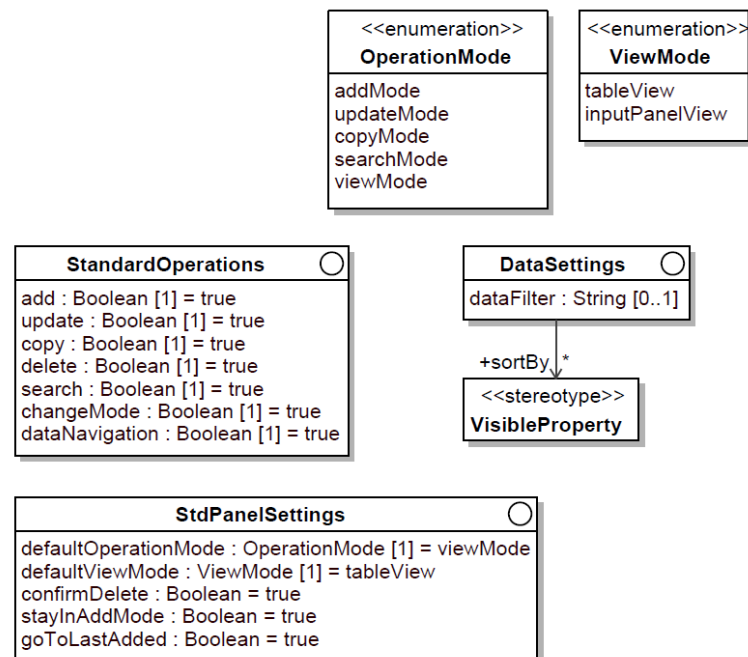 <<enumeration>>
OperationMode
addMode
updateMode
copyMode
searchMode
viewMode
<<enumeration>>
ViewMode
tableView
inputPanelView
StandardOperations
add : Boolean [1] = true
update : Boolean [1] = true
copy : Boolean [1] = true
delete : Boolean [1] = true
search : Boolean [1] = true
changeMode : Boolean [1] = true
dataNavigation : Boolean [1] = true
DataSettings
dataFilter : String [0..1]
+sortBy *
<<stereotype>>
VisibleProperty
StdPanelSettings
defaultOperationMode : OperationMode [1] = viewMode
defaultViewMode : ViewMode [1] = tableView
confirmDelete : Boolean = true
stayInAddMode : Boolean = true
goToLastAdded : Boolean = true